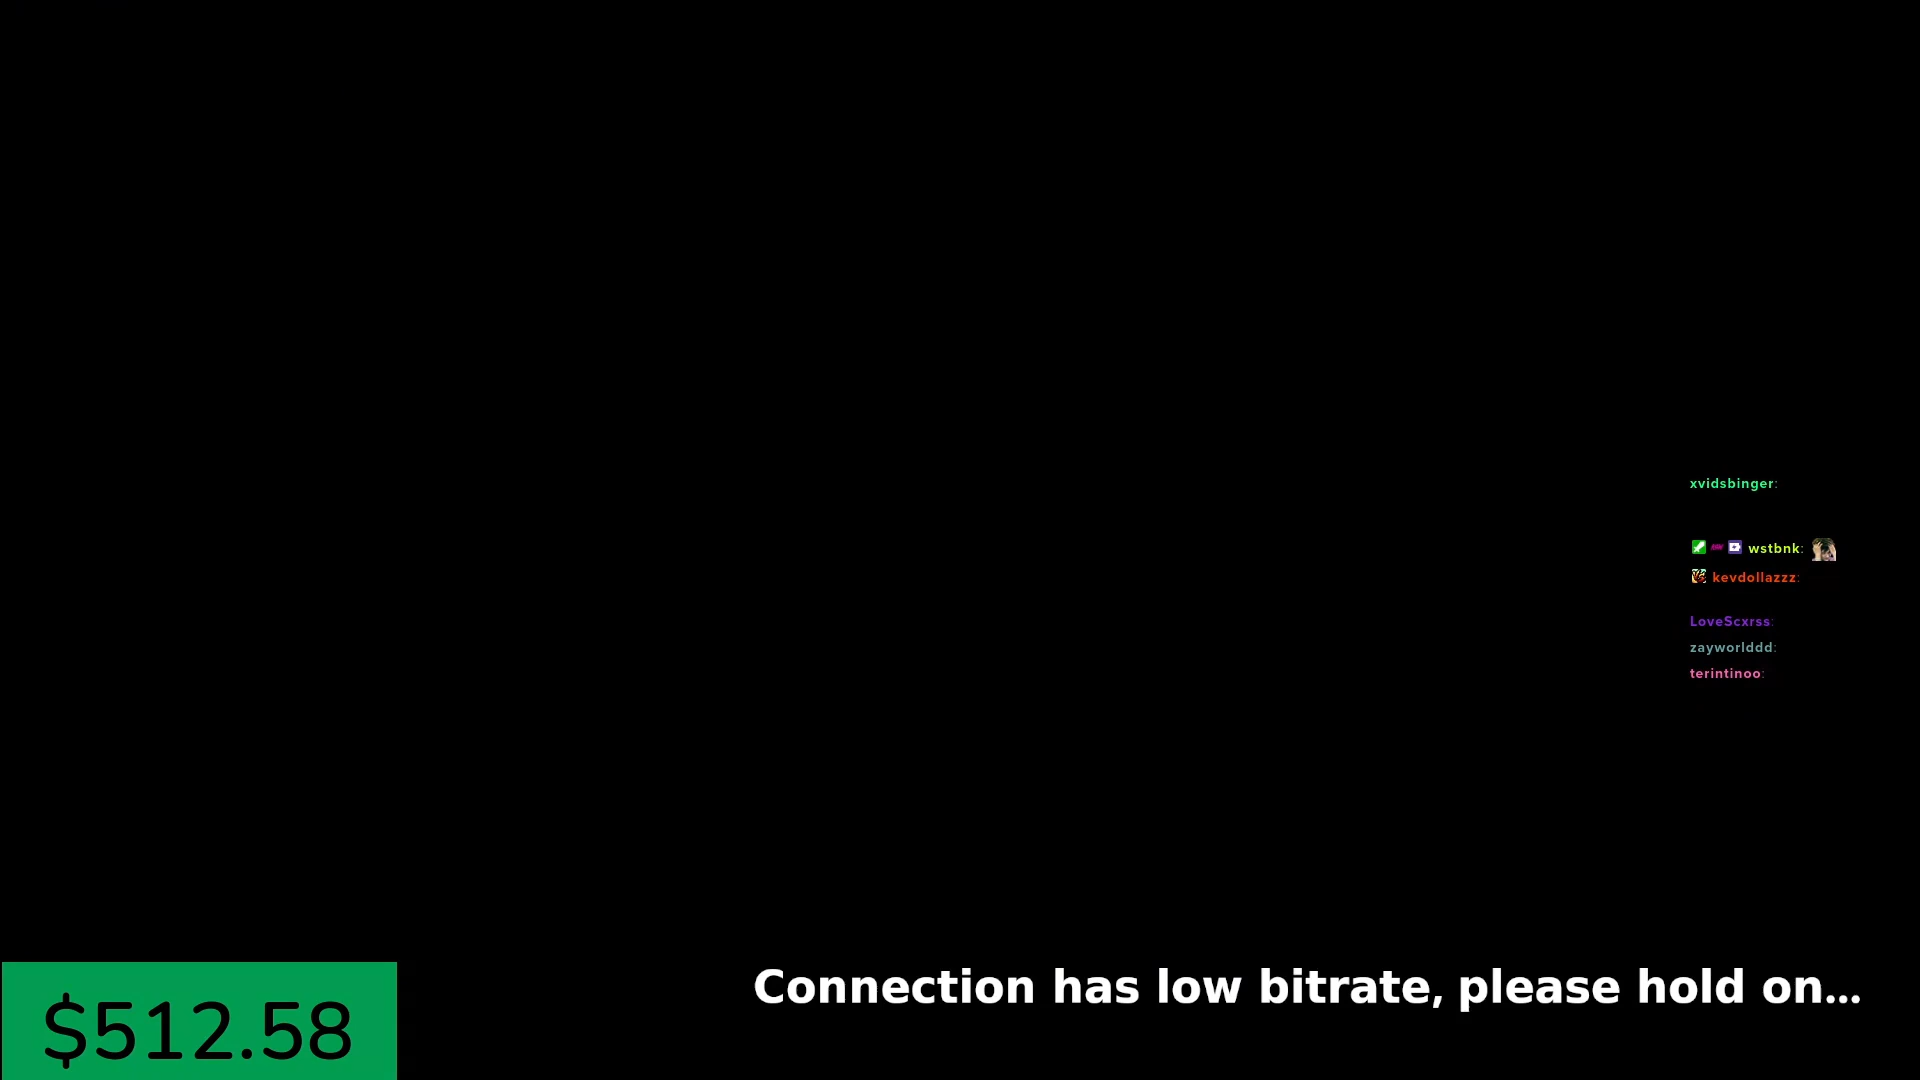 xvidsbinger:
wstbnk:
kevdollazzz:
LoveScxrss:
zayworlddd:
terintinoo:
Connection has low bitrate, please hold on...
$512.58